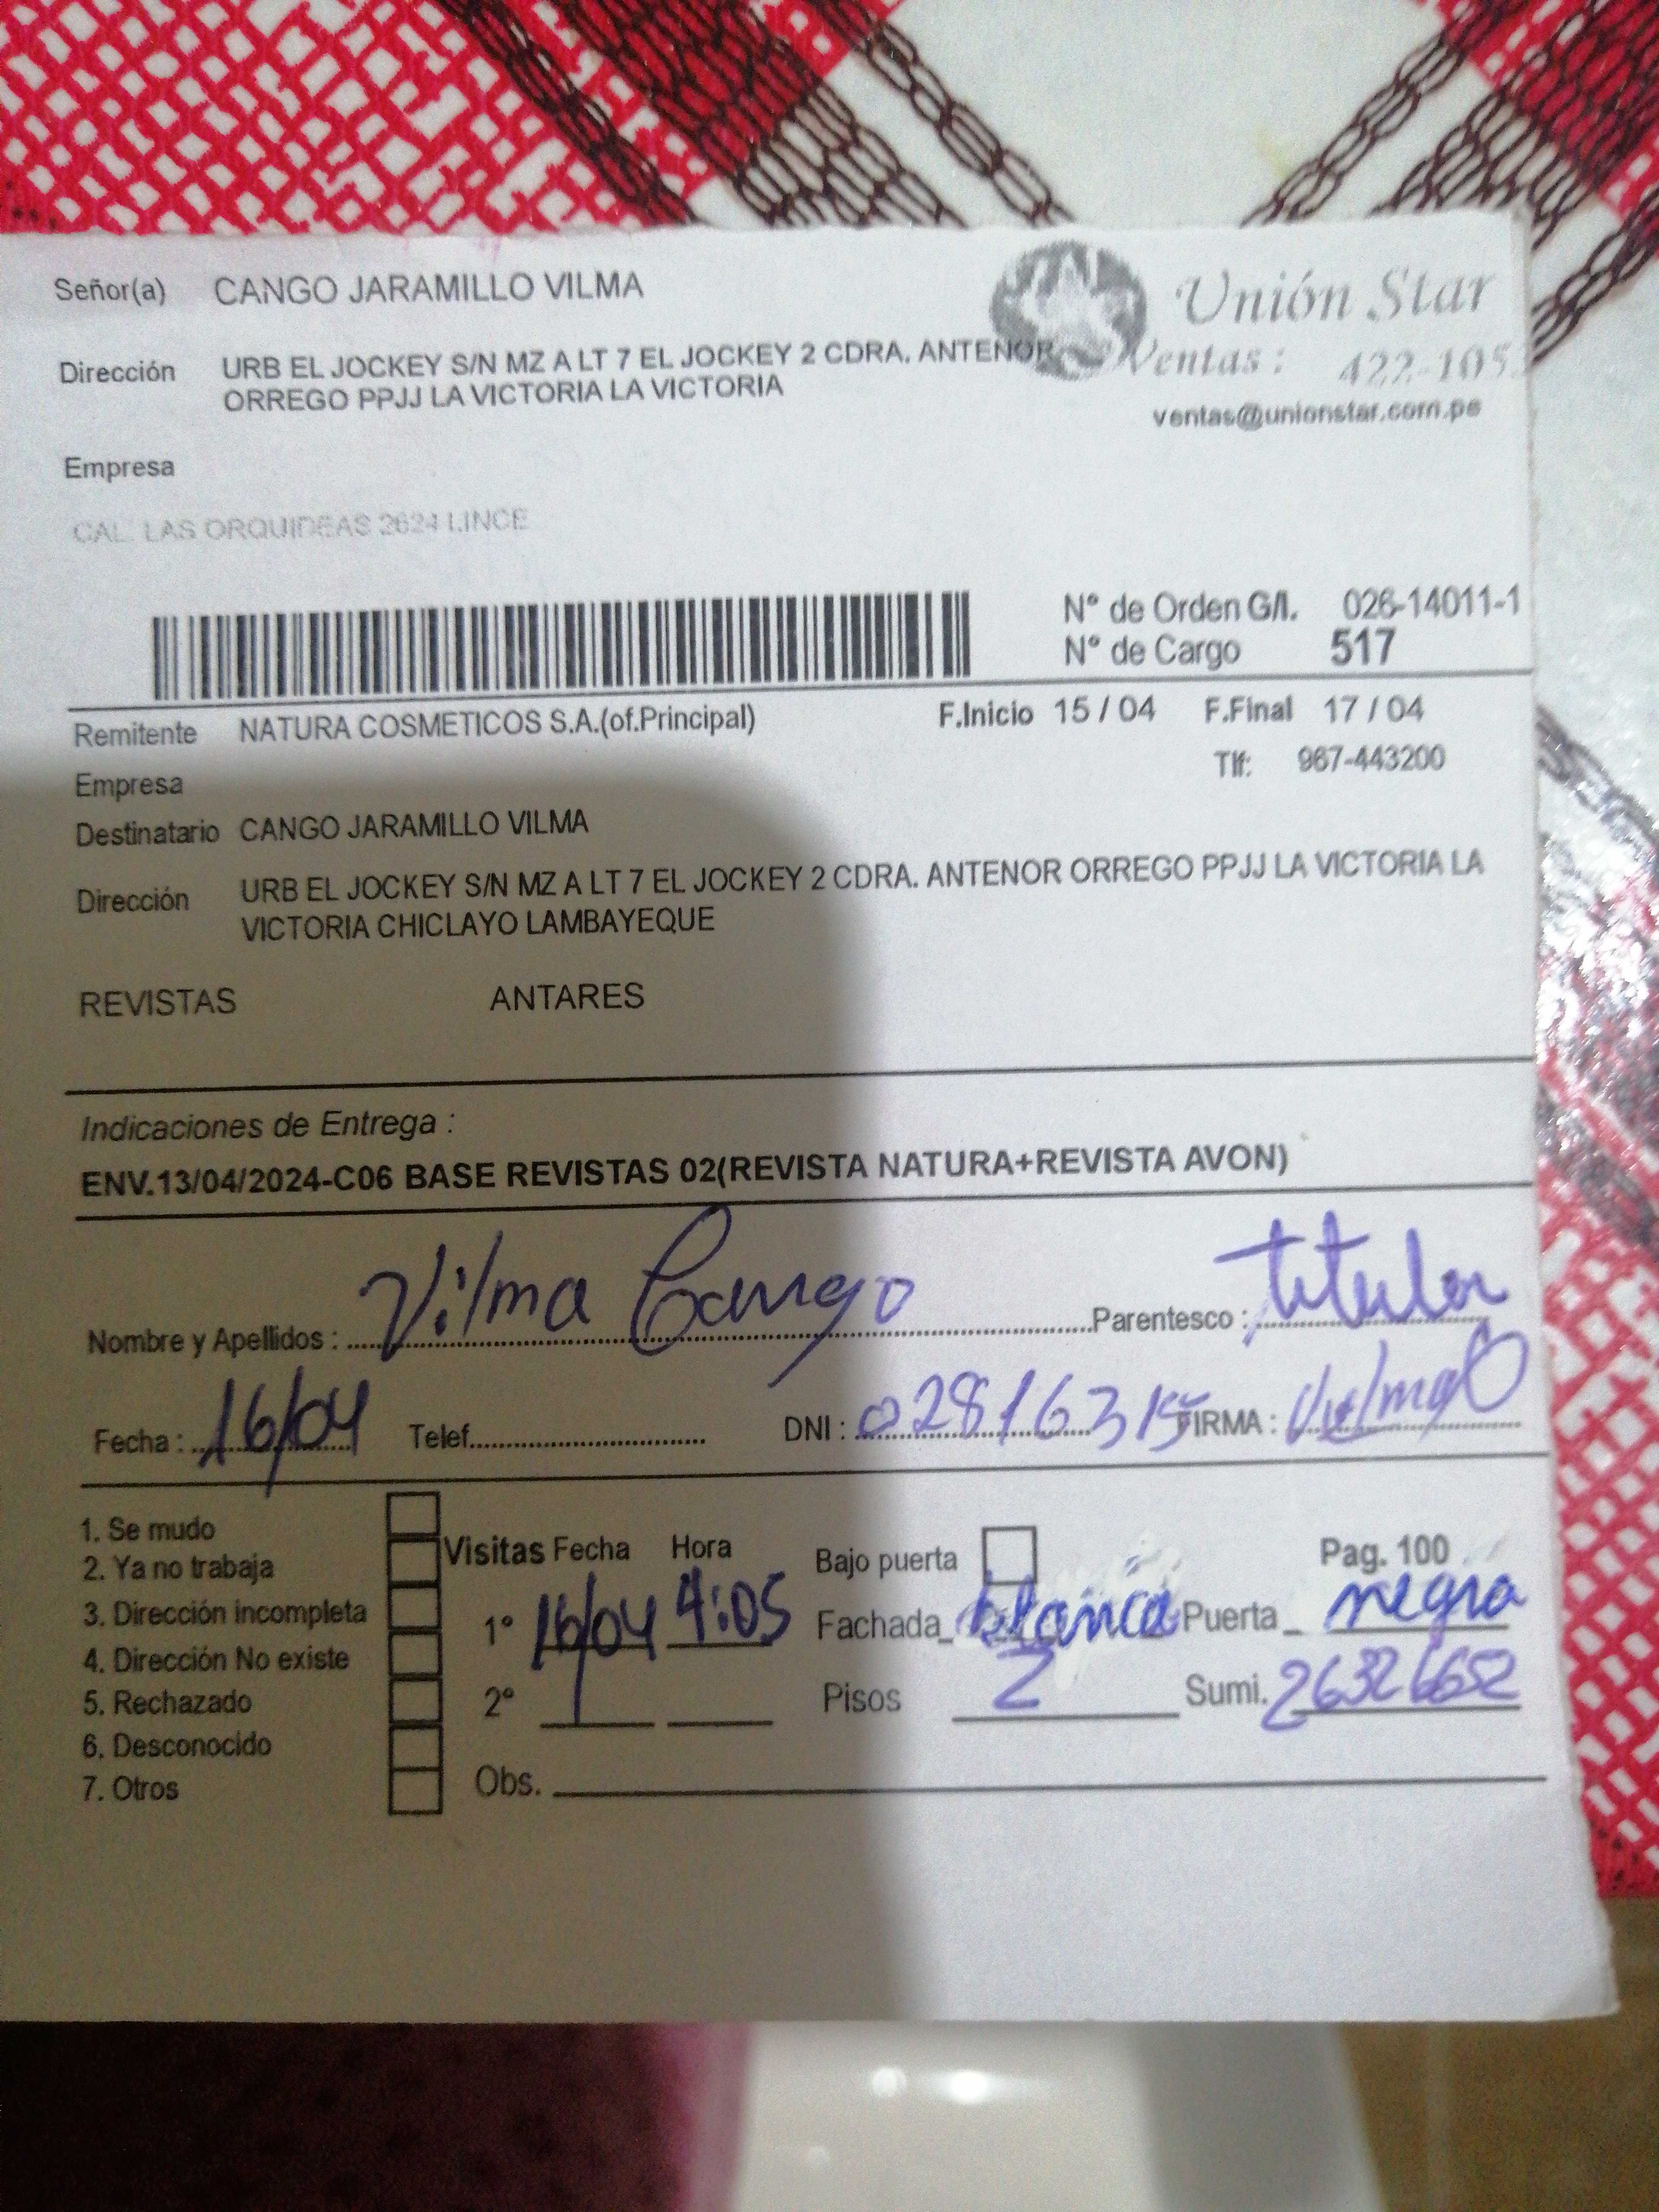 Señor(a) CANGO JARAMILLO VILMA
Unión Star
Dirección URB EL JOCKEY S/N MZ A LT 7 EL JOCKEY 2 CDRA. ANTENOR
ORREGO PPJJ LA VICTORIA LA VICTORIA
Ventas : 422-105
ventas@unionstar.com.pe
Empresa
CAL. LAS ORQUIDEAS 2624 LINCE
N° de Orden G/I. 026-14011-1
N° de Cargo 517
Remitente NATURA COSMETICOS S.A.(of.Principal) F.Inicio 15 / 04 F.Final 17 / 04
Empresa Tlf: 967-443200
Destinatario CANGO JARAMILLO VILMA
Dirección URB EL JOCKEY S/N MZ A LT 7 EL JOCKEY 2 CDRA. ANTENOR ORREGO PPJJ LA VICTORIA LA
VICTORIA CHICLAYO LAMBAYEQUE
REVISTAS ANTARES
Indicaciones de Entrega :
ENV.13/04/2024-C06 BASE REVISTAS 02(REVISTA NATURA+REVISTA AVON)
Nombre y Apellidos : Vilma Cango Parentesco : titular
Fecha : 16/04 Telef. DNI : 02816315 FIRMA : VilmaC
1. Se mudo
2. Ya no trabaja
3. Dirección incompleta
4. Dirección No existe
5. Rechazado
6. Desconocido
7. Otros
Visitas Fecha Hora Bajo puerta Pag. 100
1° 16/04 4:05 Fachada_ blanca Puerta_ negra
2° Pisos 2 Sumi. 2632662
Obs.